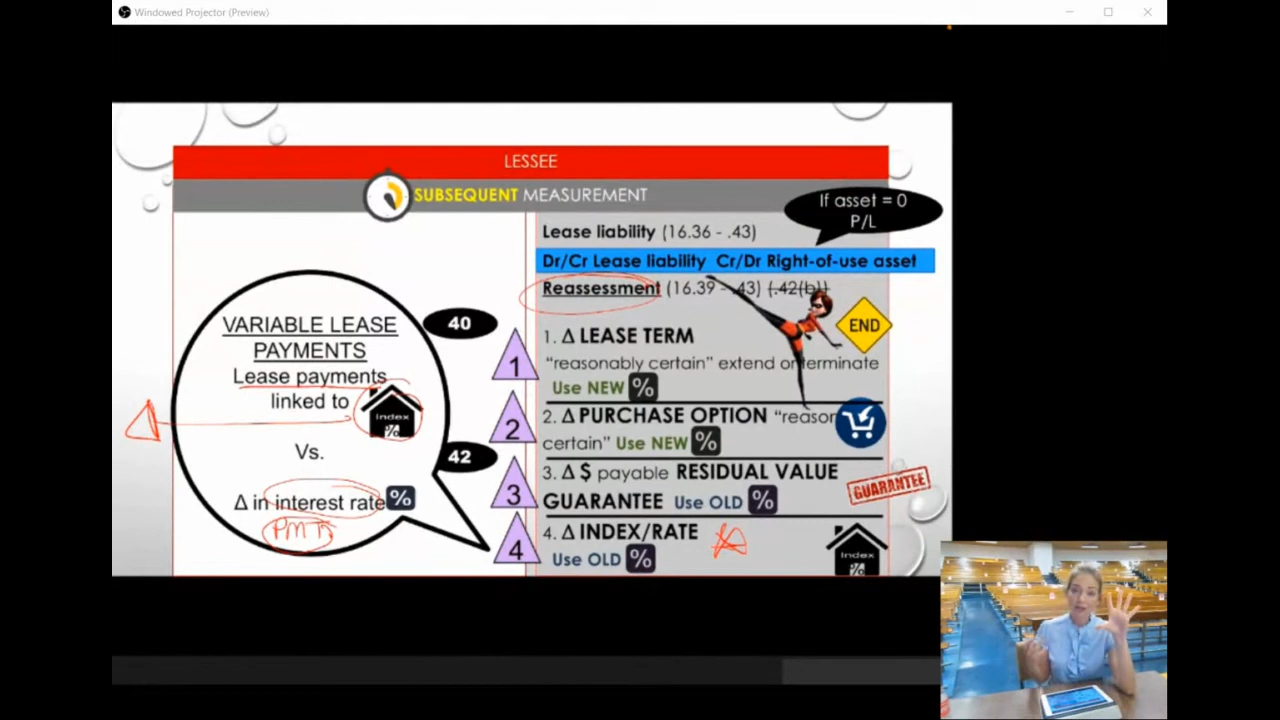 Windowed Projector (Preview)
LESSEE
SUBSEQUENT MEASUREMENT
If asset = 0
P/L
Lease liability (16.36 - .43)
Dr/Cr Lease liability Cr/Dr Right-of-use asset
Reassessment (16.39 - .43) (.42(b))
VARIABLE LEASE
PAYMENTS
Lease payments
linked to
Index
%
Vs.
Δ in interest rate %
PMT
40
42
1
2
3
4
1. Δ LEASE TERM
"reasonably certain" extend or terminate
Use NEW %
END
2. Δ PURCHASE OPTION "reason
certain" Use NEW %
3. Δ $ payable RESIDUAL VALUE
GUARANTEE Use OLD %
GUARANTEE
4. Δ INDEX/RATE
Use OLD %
Index
%